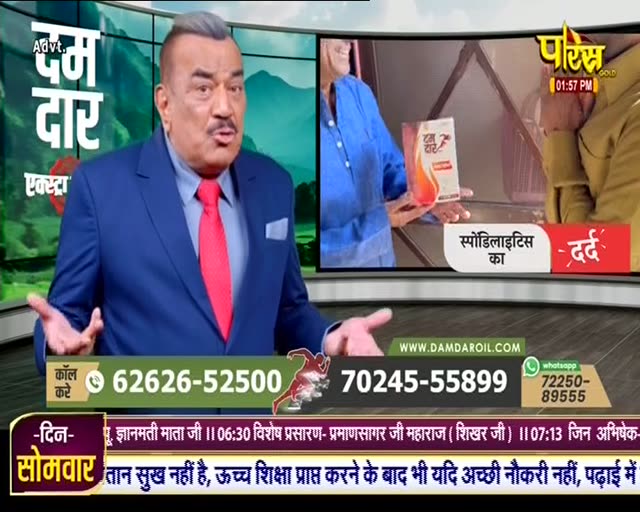 Advt.
दम
दार
एक्स्ट्रा
पारस
GOLD
01:57 PM
दम
दार
स्पोंडिलाइटिस
का
दर्द
WWW.DAMDAROIL.COM
कॉल
करे
62626-52500
70245-55899
whatsapp
72250-
89555
-दिन-
सोमवार
पू. ज्ञानमती माता जी ।। 06:30 विशेष प्रसारण- प्रमाणसागर जी महाराज ( शिखर जी ) ।। 07:13 जिन अभिषेक-
सुख नहीं है, ऊच्च शिक्षा प्राप्त करने के बाद भी यदि अच्छी नौकरी नहीं, पढ़ाई में